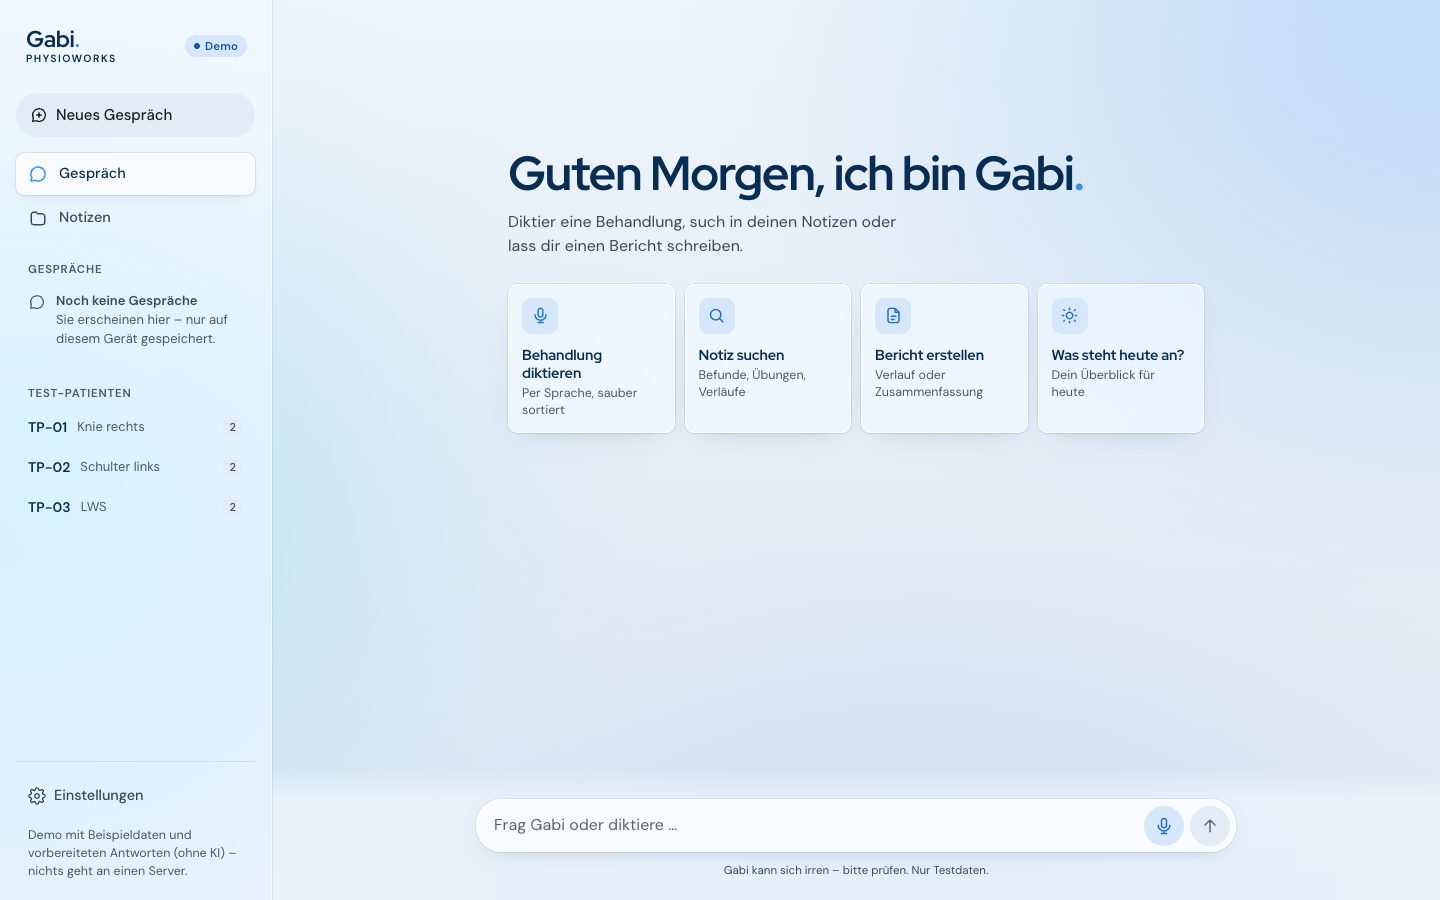 Gabi.
PHYSIOWORKS
Demo
Neues Gespräch
Gespräch
Notizen
GESPRÄCHE
Noch keine Gespräche
Sie erscheinen hier – nur auf
diesem Gerät gespeichert.
TEST-PATIENTEN
TP-01 Knie rechts 2
TP-02 Schulter links 2
TP-03 LWS 2
Einstellungen
Demo mit Beispieldaten und
vorbereiteten Antworten (ohne KI) –
nichts geht an einen Server.
Guten Morgen, ich bin Gabi.
Diktier eine Behandlung, such in deinen Notizen oder
lass dir einen Bericht schreiben.
Behandlung
diktieren
Per Sprache, sauber
sortiert
Notiz suchen
Befunde, Übungen,
Verläufe
Bericht erstellen
Verlauf oder
Zusammenfassung
Was steht heute an?
Dein Überblick für
heute
Frag Gabi oder diktiere ...
Gabi kann sich irren – bitte prüfen. Nur Testdaten.